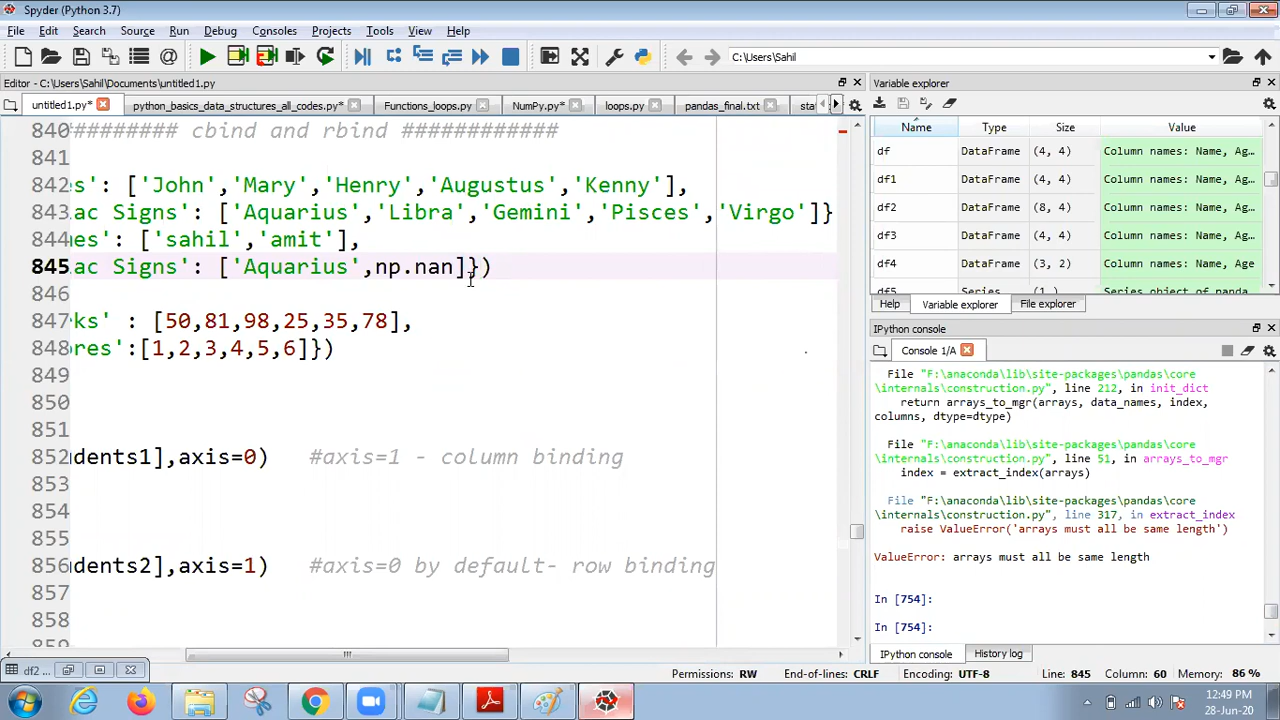 Spyder (Python 3.7)
File Edit Search Source Run Debug Consoles Projects Tools View Help
C:\Users\Sahil
Editor - C:\Users\Sahil\Documents\untitled1.py
untitled1.py* python_basics_data_structures_all_codes.py* Functions_loops.py NumPy.py* loops.py pandas_final.txt sta
840 ######## cbind and rbind ############
841
842 es': ['John','Mary','Henry','Augustus','Kenny'],
843 ac Signs': ['Aquarius','Libra','Gemini','Pisces','Virgo']}
844 es': ['sahil','amit'],
845 ac Signs': ['Aquarius',np.nan]})
846
847 ks' : [50,81,98,25,35,78],
848 res':[1,2,3,4,5,6]})
849
850
851
852 dents1],axis=0) #axis=1 - column binding
853
854
855
856 dents2],axis=1) #axis=0 by default- row binding
857
858
859
df2 ...
Variable explorer
Name Type Size Value
df DataFrame (4, 4) Column names: Name, Ag...
df1 DataFrame (4, 4) Column names: Name, Ag...
df2 DataFrame (8, 4) Column names: Name, Ag...
df3 DataFrame (4, 4) Column names: Name, Ag...
df4 DataFrame (3, 2) Column names: Name, Age
df5 Series (1,) Series object of panda
Help Variable explorer File explorer
IPython console
Console 1/A
File "F:\anaconda\lib\site-packages\pandas\core
\internals\construction.py", line 212, in init_dict
return arrays_to_mgr(arrays, data_names, index,
columns, dtype=dtype)
File "F:\anaconda\lib\site-packages\pandas\core
\internals\construction.py", line 51, in arrays_to_mgr
index = extract_index(arrays)
File "F:\anaconda\lib\site-packages\pandas\core
\internals\construction.py", line 317, in extract_index
raise ValueError('arrays must all be same length')
ValueError: arrays must all be same length
In [754]:
In [754]:
IPython console History log
Permissions: RW End-of-lines: CRLF Encoding: UTF-8 Line: 845 Column: 60 Memory: 86 %
12:49 PM
28-Jun-20